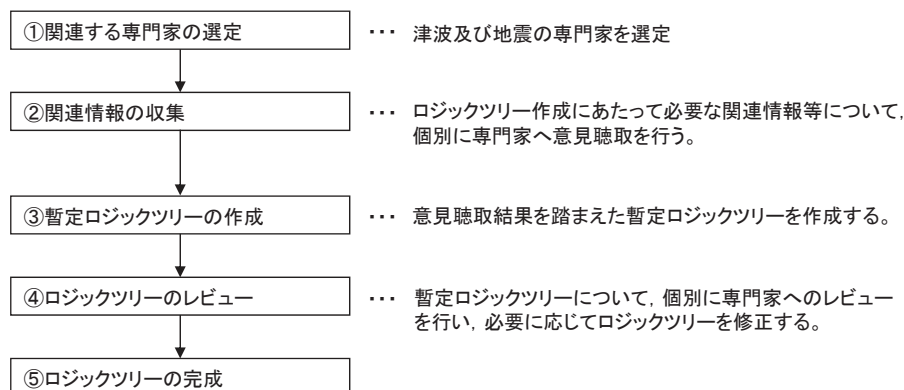 ①関連する専門家の選定 ・・・ 津波及び地震の専門家を選定
②関連情報の収集 ・・・ ロジックツリー作成にあたって必要な関連情報等について,
個別に専門家へ意見聴取を行う。
③暫定ロジックツリーの作成 ・・・ 意見聴取結果を踏まえた暫定ロジックツリーを作成する。
④ロジックツリーのレビュー ・・・ 暫定ロジックツリーについて, 個別に専門家へのレビュー
を行い, 必要に応じてロジックツリーを修正する。
⑤ロジックツリーの完成